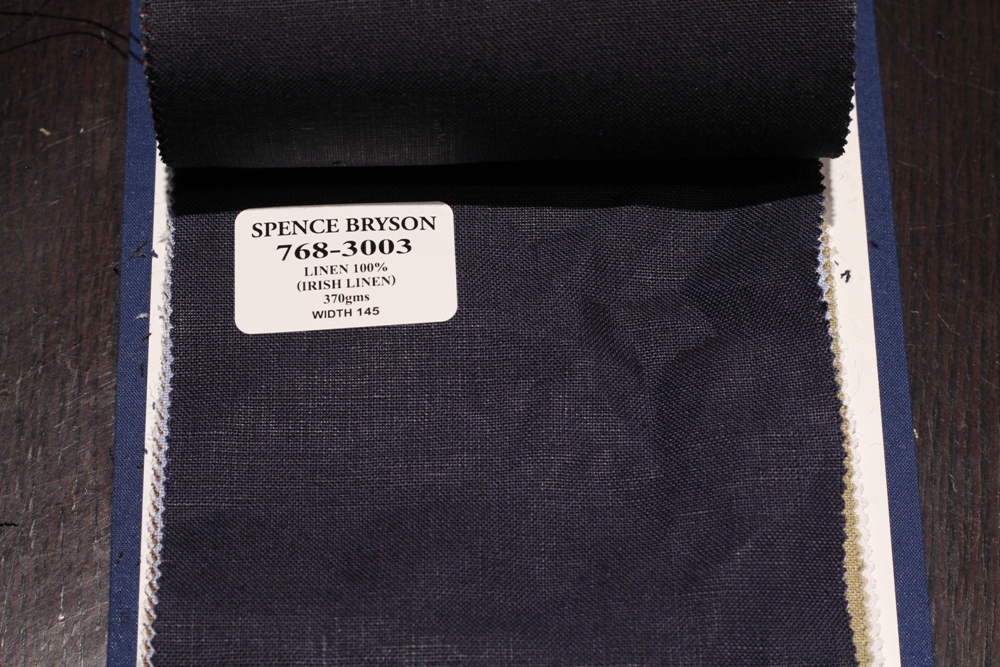 SPENCE BRYSON
768-3003
LINEN 100%
(IRISH LINEN)
370gms
WIDTH 145